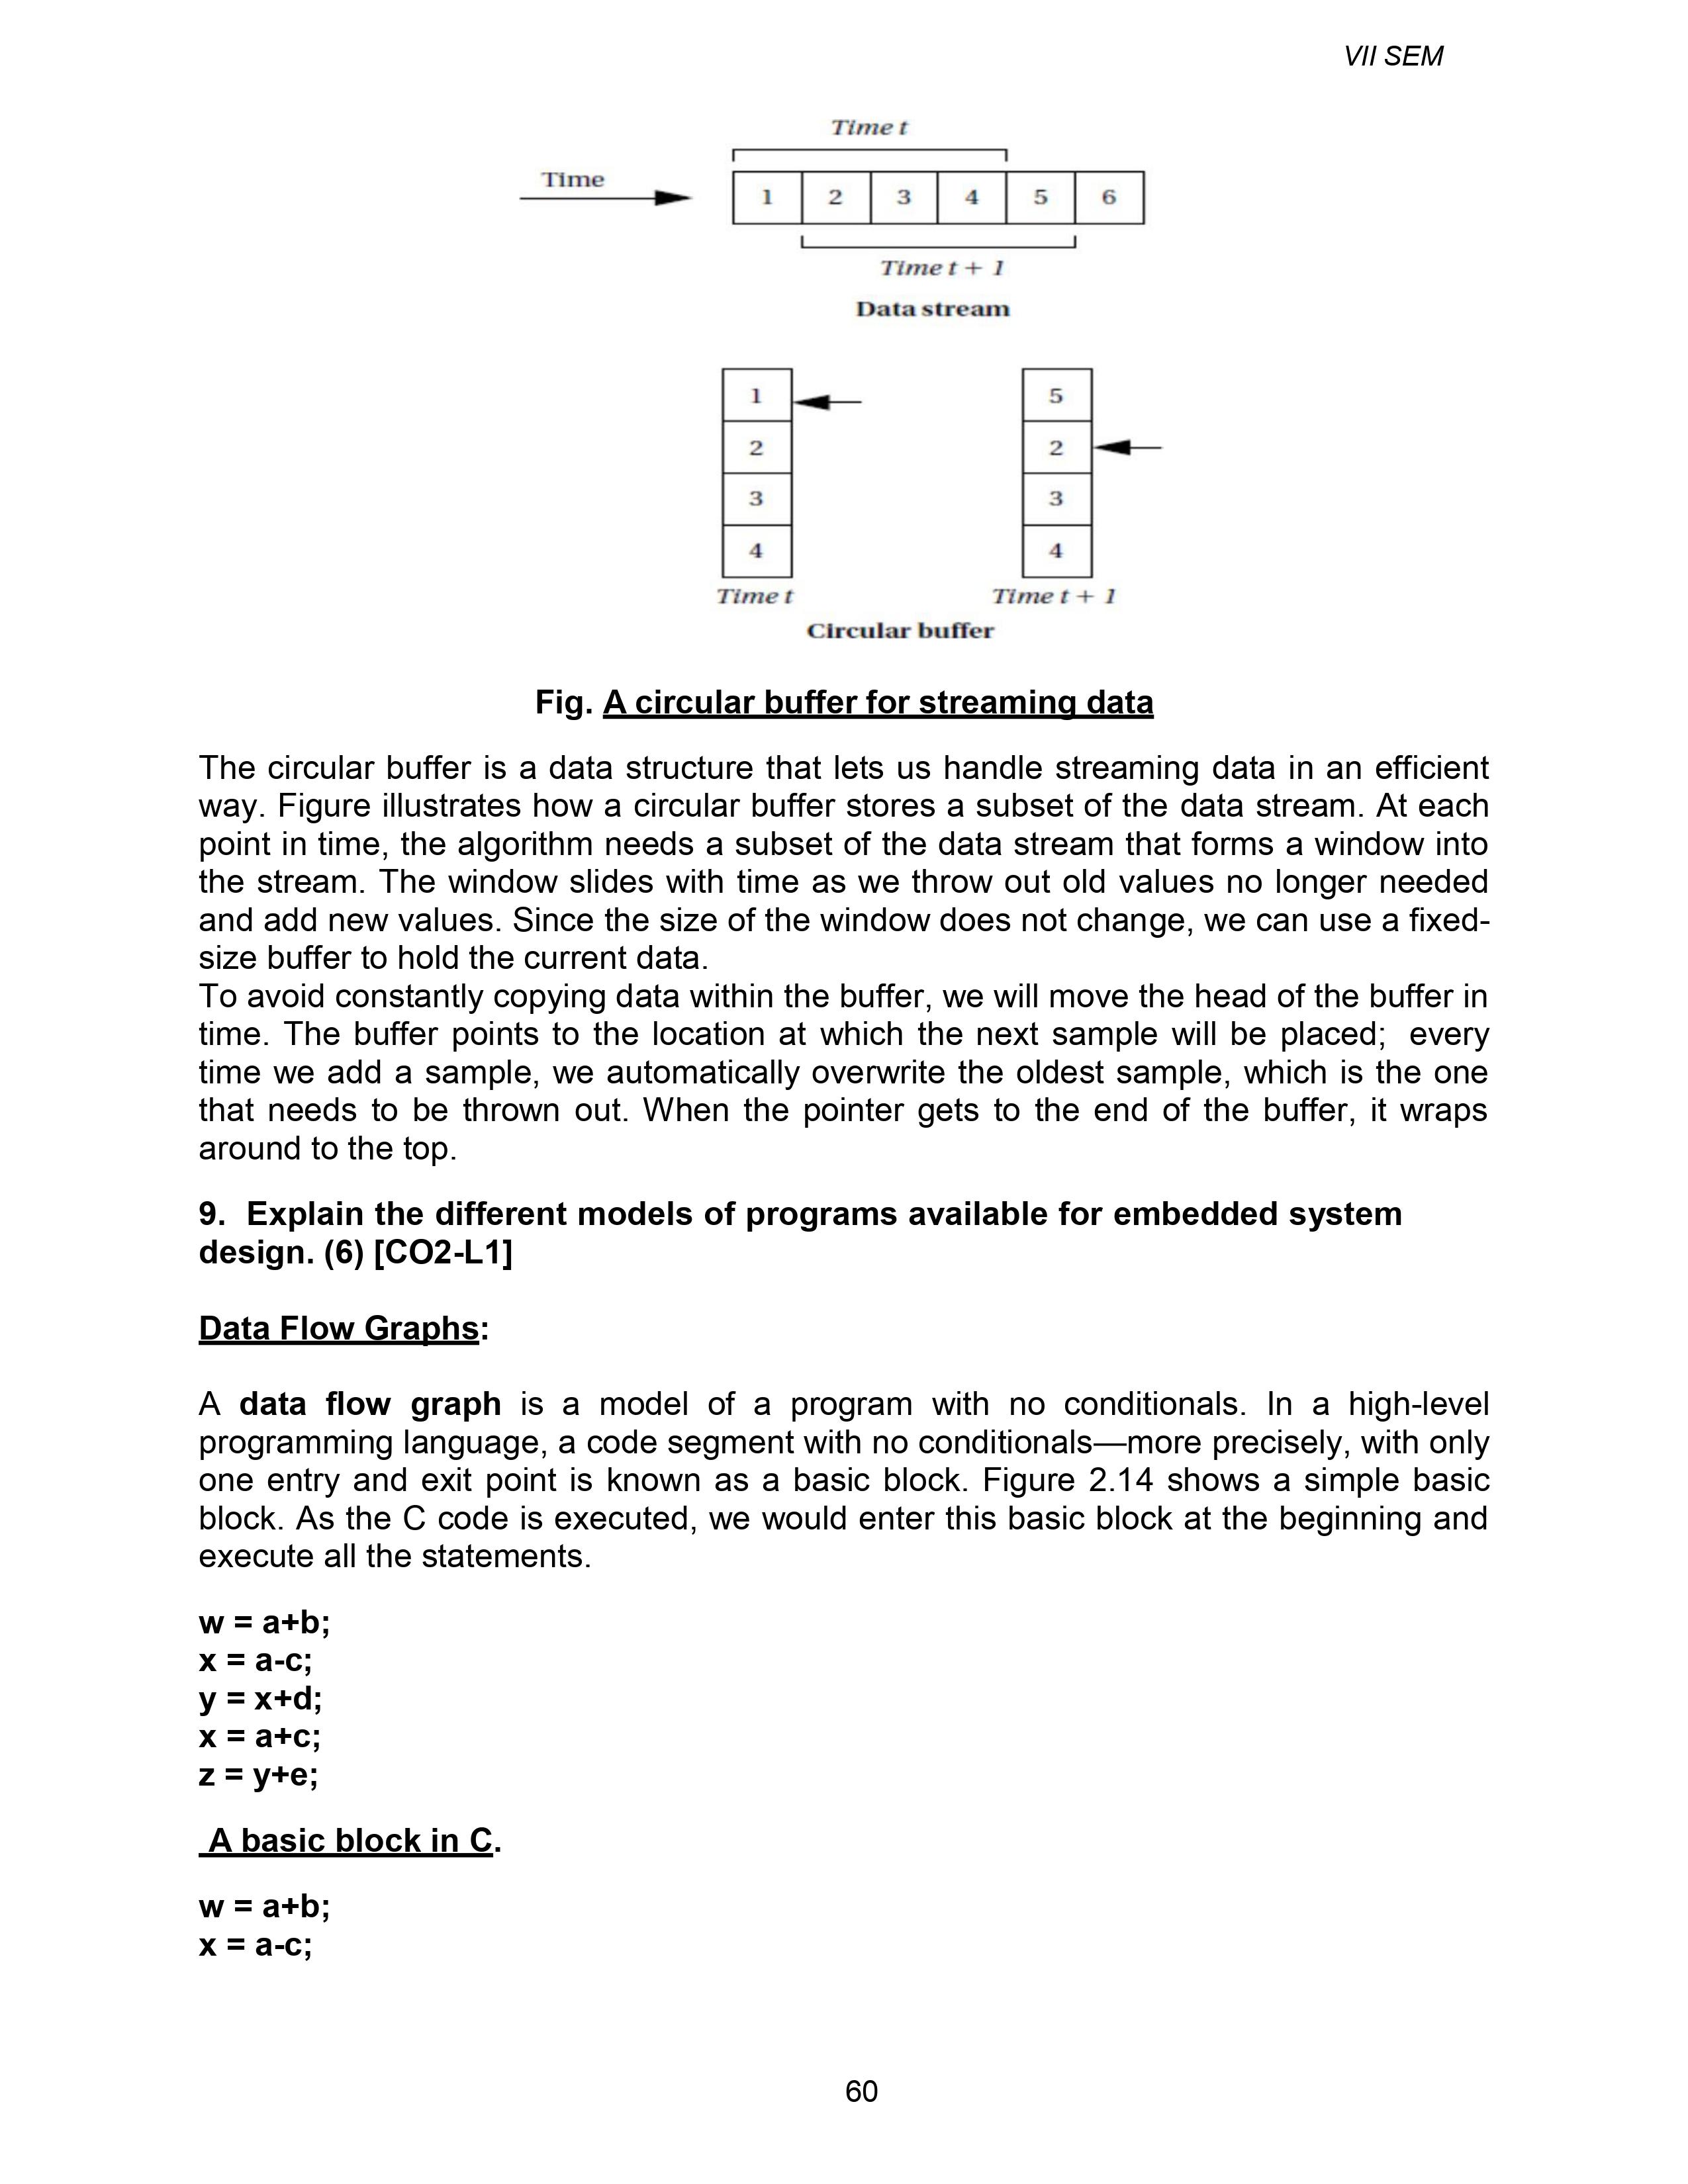 VII SEM
Time t
Time
1 2 3 4 5 6
Time t + 1
Data stream
1 5
2 2
3 3
4 4
Time t Time t + 1
Circular buffer
Fig. A circular buffer for streaming data
The circular buffer is a data structure that lets us handle streaming data in an efficient
way. Figure illustrates how a circular buffer stores a subset of the data stream. At each
point in time, the algorithm needs a subset of the data stream that forms a window into
the stream. The window slides with time as we throw out old values no longer needed
and add new values. Since the size of the window does not change, we can use a fixed-
size buffer to hold the current data.
To avoid constantly copying data within the buffer, we will move the head of the buffer in
time. The buffer points to the location at which the next sample will be placed; every
time we add a sample, we automatically overwrite the oldest sample, which is the one
that needs to be thrown out. When the pointer gets to the end of the buffer, it wraps
around to the top.
9. Explain the different models of programs available for embedded system
design. (6) [CO2-L1]
Data Flow Graphs:
A data flow graph is a model of a program with no conditionals. In a high-level
programming language, a code segment with no conditionals—more precisely, with only
one entry and exit point is known as a basic block. Figure 2.14 shows a simple basic
block. As the C code is executed, we would enter this basic block at the beginning and
execute all the statements.
w = a+b;
x = a-c;
y = x+d;
x = a+c;
z = y+e;
A basic block in C.
w = a+b;
x = a-c;
60